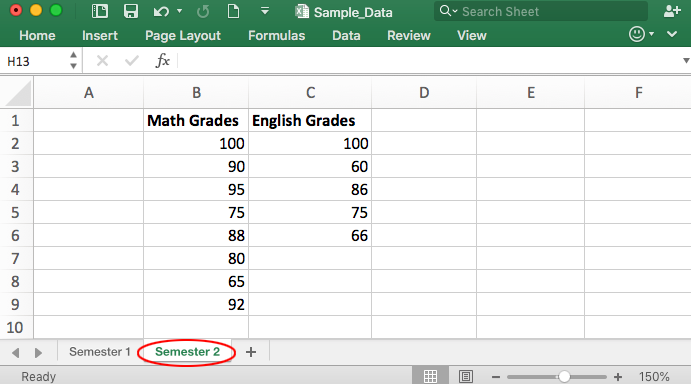 Sample_Data
Search Sheet
Home Insert Page Layout Formulas Data Review View
H13 fx
A B C D E F
1 Math Grades English Grades
2 100 100
3 90 60
4 95 86
5 75 75
6 88 66
7 80
8 65
9 92
10
Semester 1 Semester 2 +
Ready 150%